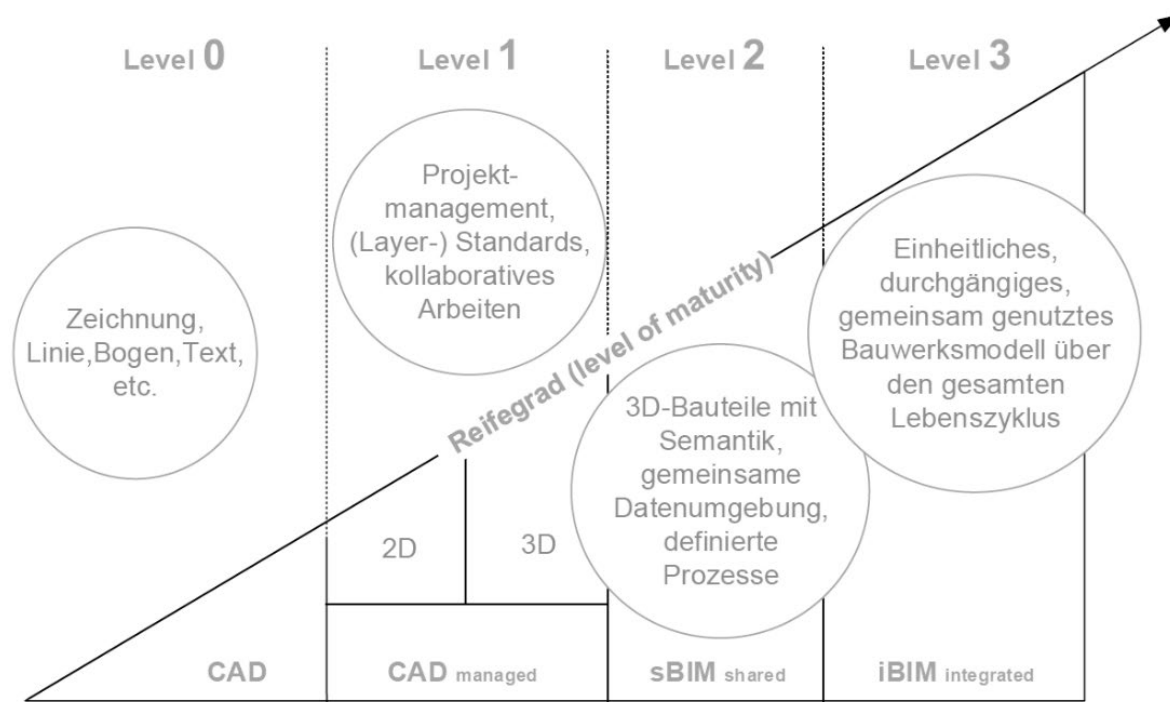 Level 0
Level 1
Level 2
Level 3
Zeichnung,
Linie,Bogen,Text,
etc.
Projekt-
management,
(Layer-) Standards,
kollaboratives
Arbeiten
Reifegrad (level of maturity)
3D-Bauteile mit
Semantik,
gemeinsame
Datenumgebung,
definierte
Prozesse
Einheitliches,
durchgängiges,
gemeinsam genutztes
Bauwerksmodell über
den gesamten
Lebenszyklus
2D
3D
CAD
CAD managed
sBIM shared
iBIM integrated